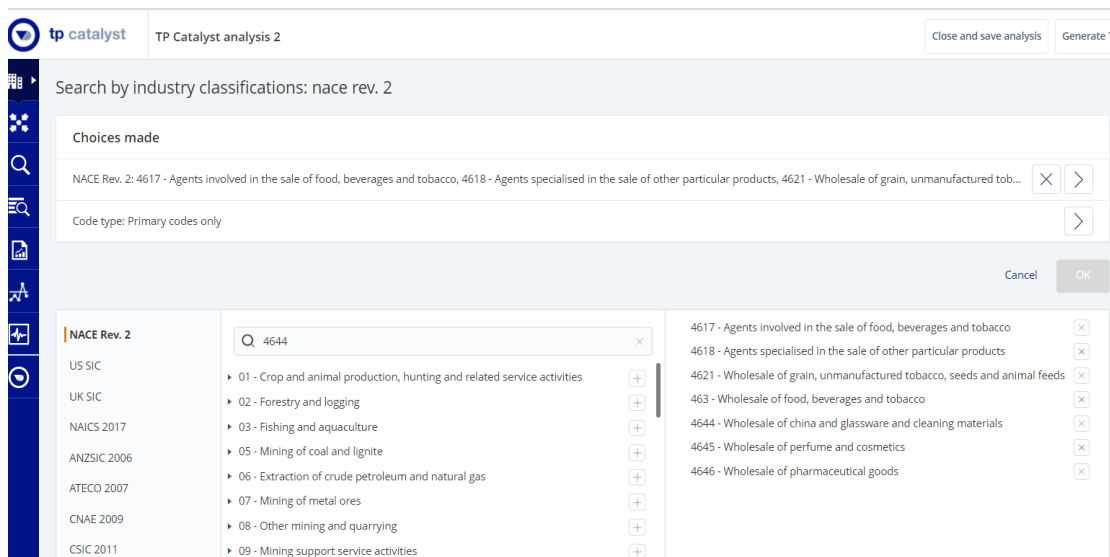 tp catalyst
TP Catalyst analysis 2
Close and save analysis
Generate
Search by industry classifications: nace rev. 2
Choices made
NACE Rev. 2: 4617 - Agents involved in the sale of food, beverages and tobacco, 4618 - Agents specialised in the sale of other particular products, 4621 - Wholesale of grain, unmanufactured tob...
Code type: Primary codes only
Cancel
OK
NACE Rev. 2
US SIC
UK SIC
NAICS 2017
ANZSIC 2006
ATECO 2007
CNAE 2009
CSIC 2011
4644
01 - Crop and animal production, hunting and related service activities
02 - Forestry and logging
03 - Fishing and aquaculture
05 - Mining of coal and lignite
06 - Extraction of crude petroleum and natural gas
07 - Mining of metal ores
08 - Other mining and quarrying
09 - Mining support service activities
4617 - Agents involved in the sale of food, beverages and tobacco
4618 - Agents specialised in the sale of other particular products
4621 - Wholesale of grain, unmanufactured tobacco, seeds and animal feeds
463 - Wholesale of food, beverages and tobacco
4644 - Wholesale of china and glassware and cleaning materials
4645 - Wholesale of perfume and cosmetics
4646 - Wholesale of pharmaceutical goods